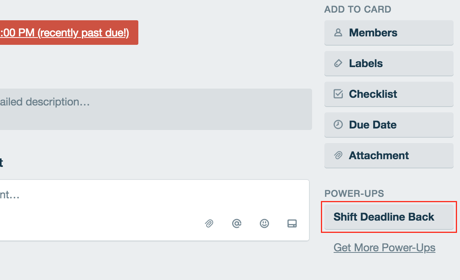 ADD TO CARD
:00 PM (recently past due!)
Members
Labels
ailed description…
Checklist
Due Date
Attachment
t
POWER-UPS
nt…
Shift Deadline Back
Get More Power-Ups